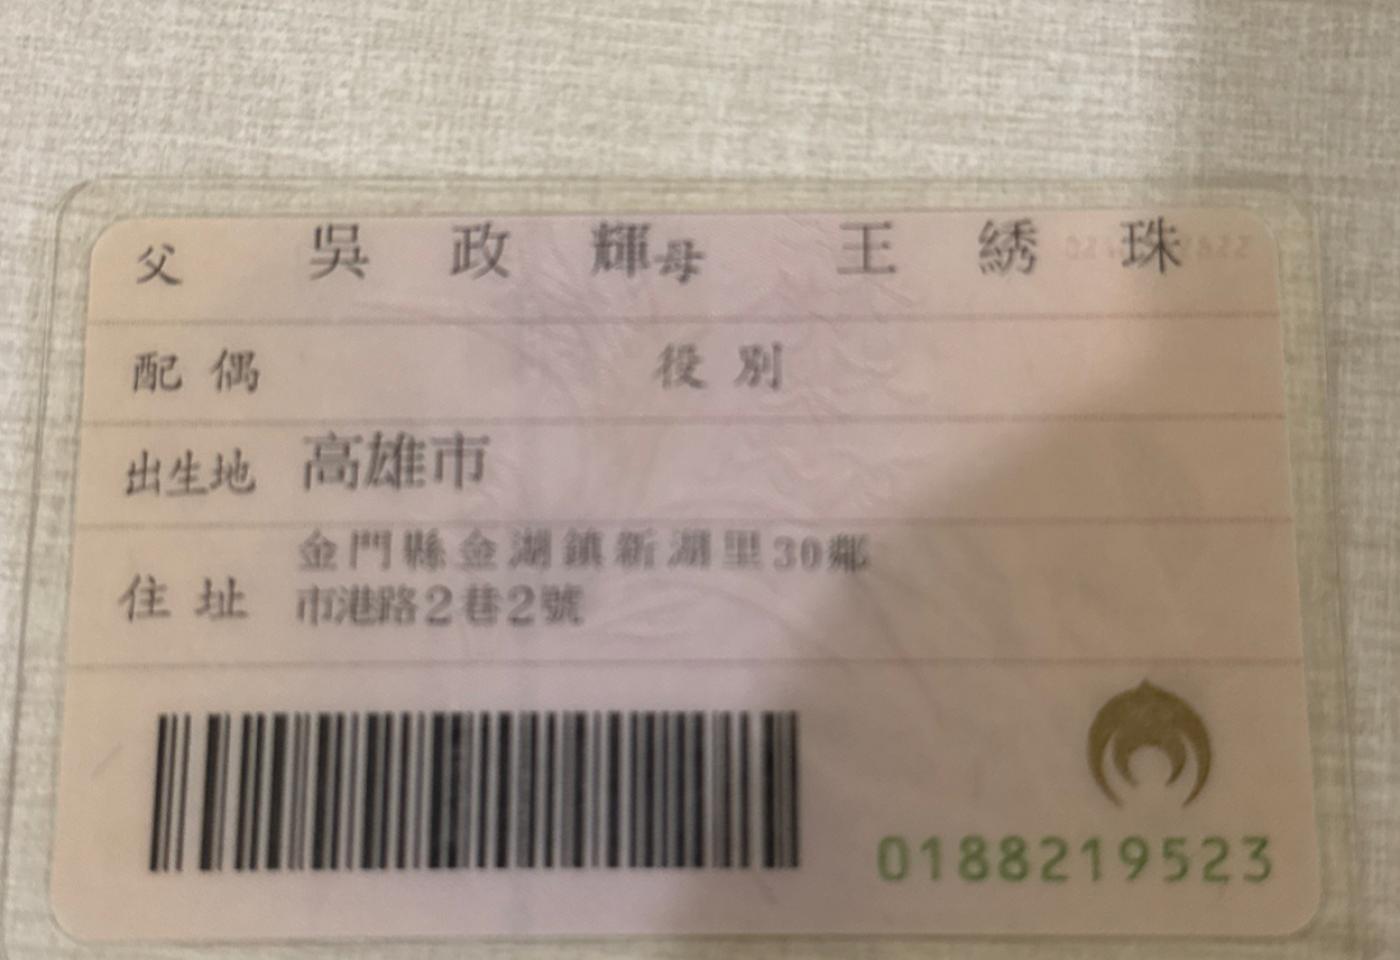 父 吳政輝 母 王綉珠
配偶 役別
出生地 高雄市
住址 金門縣金湖鎮新湖里30鄰
市港路2巷2號
0188219523